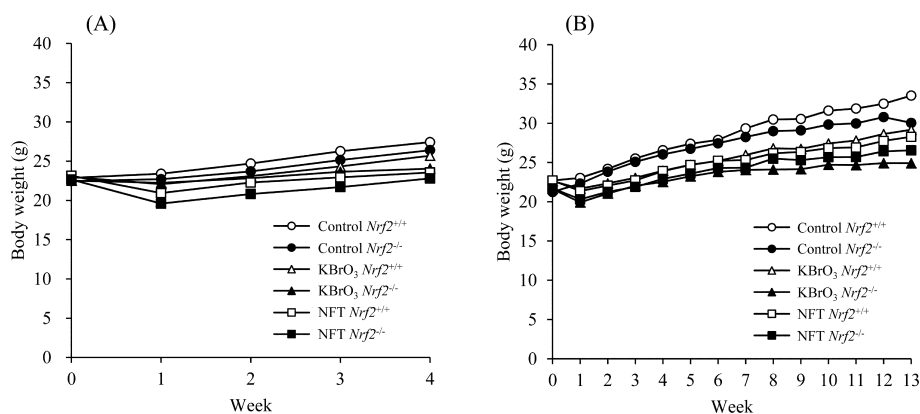 (A)
Body weight (g)
40
35
30
25
20
15
10
5
0
0 1 2 3 4
Week
Control Nrf2+/+
Control Nrf2-/-
KBrO3 Nrf2+/+
KBrO3 Nrf2-/-
NFT Nrf2+/+
NFT Nrf2-/-
(B)
Body weight (g)
40
35
30
25
20
15
10
5
0
0 1 2 3 4 5 6 7 8 9 10 11 12 13
Week
Control Nrf2+/+
Control Nrf2-/-
KBrO3 Nrf2+/+
KBrO3 Nrf2-/-
NFT Nrf2+/+
NFT Nrf2-/-